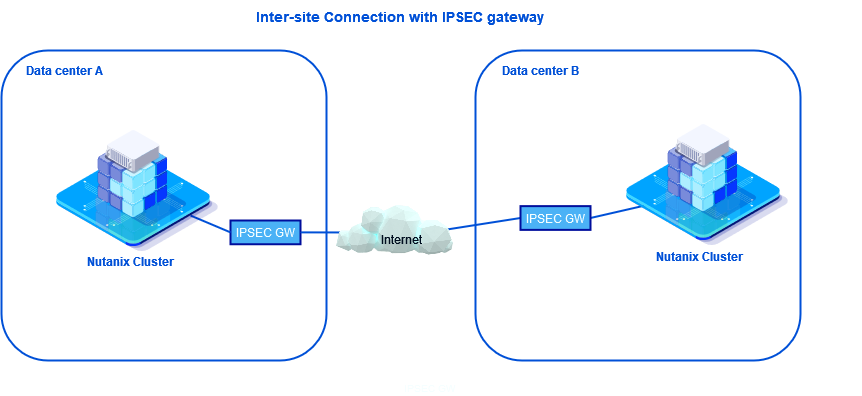 Inter-site Connection with IPSEC gateway
Data center A
Data center B
IPSEC GW
Internet
IPSEC GW
Nutanix Cluster
Nutanix Cluster